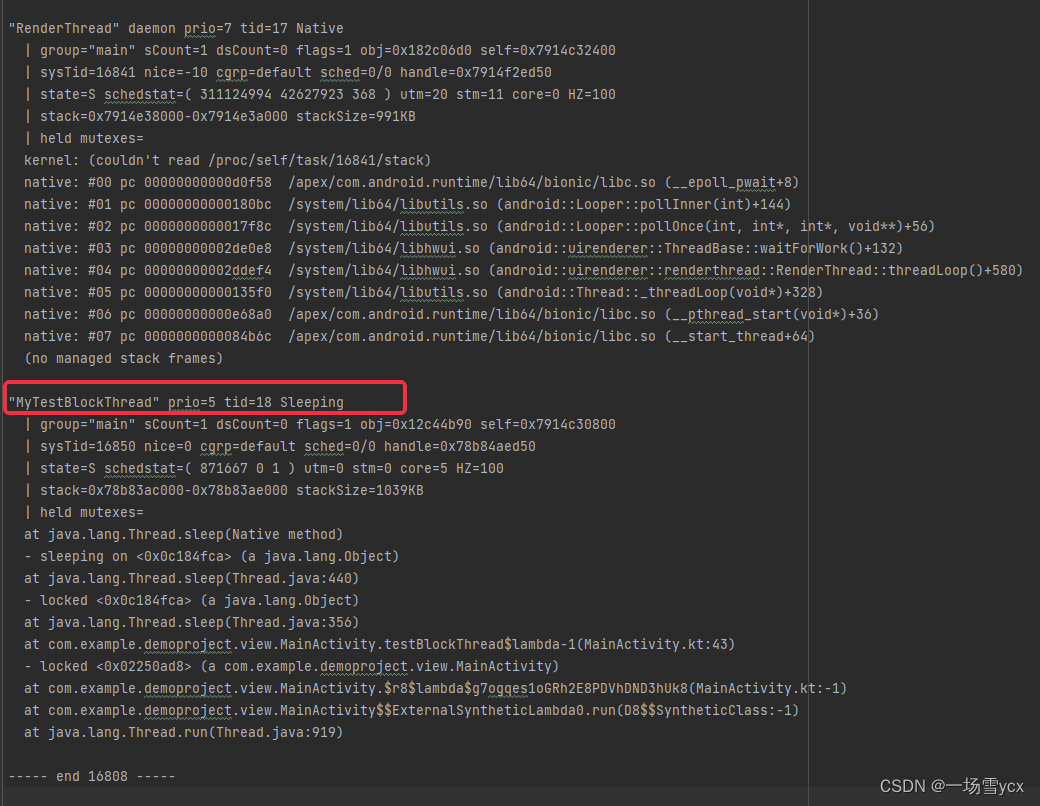 "RenderThread" daemon prio=7 tid=17 Native
| group="main" sCount=1 dsCount=0 flags=1 obj=0x182c06d0 self=0x7914c32400
| sysTid=16841 nice=-10 cgrp=default sched=0/0 handle=0x7914f2ed50
| state=S schedstat=( 311124994 42627923 368 ) utm=20 stm=11 core=0 HZ=100
| stack=0x7914e38000-0x7914e3a000 stackSize=991KB
| held mutexes=
kernel: (couldn't read /proc/self/task/16841/stack)
native: #00 pc 00000000000d0f58  /apex/com.android.runtime/lib64/bionic/libc.so (__epoll_pwait+8)
native: #01 pc 00000000000180bc  /system/lib64/libutils.so (android::Looper::pollInner(int)+144)
native: #02 pc 0000000000017f8c  /system/lib64/libutils.so (android::Looper::pollOnce(int, int*, int*, void**)+56)
native: #03 pc 00000000002de0e8  /system/lib64/libhwui.so (android::uirenderer::ThreadBase::waitForWork()+132)
native: #04 pc 00000000002ddef4  /system/lib64/libhwui.so (android::uirenderer::renderthread::RenderThread::threadLoop()+580)
native: #05 pc 00000000000135f0  /system/lib64/libutils.so (android::Thread::_threadLoop(void*)+328)
native: #06 pc 00000000000e68a0  /apex/com.android.runtime/lib64/bionic/libc.so (__pthread_start(void*)+36)
native: #07 pc 0000000000084b6c  /apex/com.android.runtime/lib64/bionic/libc.so (__start_thread+64)
(no managed stack frames)
"MyTestBlockThread" prio=5 tid=18 Sleeping
| group="main" sCount=1 dsCount=0 flags=1 obj=0x12c44b90 self=0x7914c30800
| sysTid=16850 nice=0 cgrp=default sched=0/0 handle=0x78b84aed50
| state=S schedstat=( 871667 0 1 ) utm=0 stm=0 core=5 HZ=100
| stack=0x78b83ac000-0x78b83ae000 stackSize=1039KB
| held mutexes=
at java.lang.Thread.sleep(Native method)
- sleeping on <0x0c184fca> (a java.lang.Object)
at java.lang.Thread.sleep(Thread.java:440)
- locked <0x0c184fca> (a java.lang.Object)
at java.lang.Thread.sleep(Thread.java:356)
at com.example.demoproject.view.MainActivity.testBlockThread$lambda-1(MainActivity.kt:43)
- locked <0x02250ad8> (a com.example.demoproject.view.MainActivity)
at com.example.demoproject.view.MainActivity.$r8$lambda$g7ogges1oGRh2E8PDVhDND3hUk8(MainActivity.kt:-1)
at com.example.demoproject.view.MainActivity$$ExternalSyntheticLambda0.run(D8$$SyntheticClass:-1)
at java.lang.Thread.run(Thread.java:919)
----- end 16808 -----
CSDN @一场雪ycx